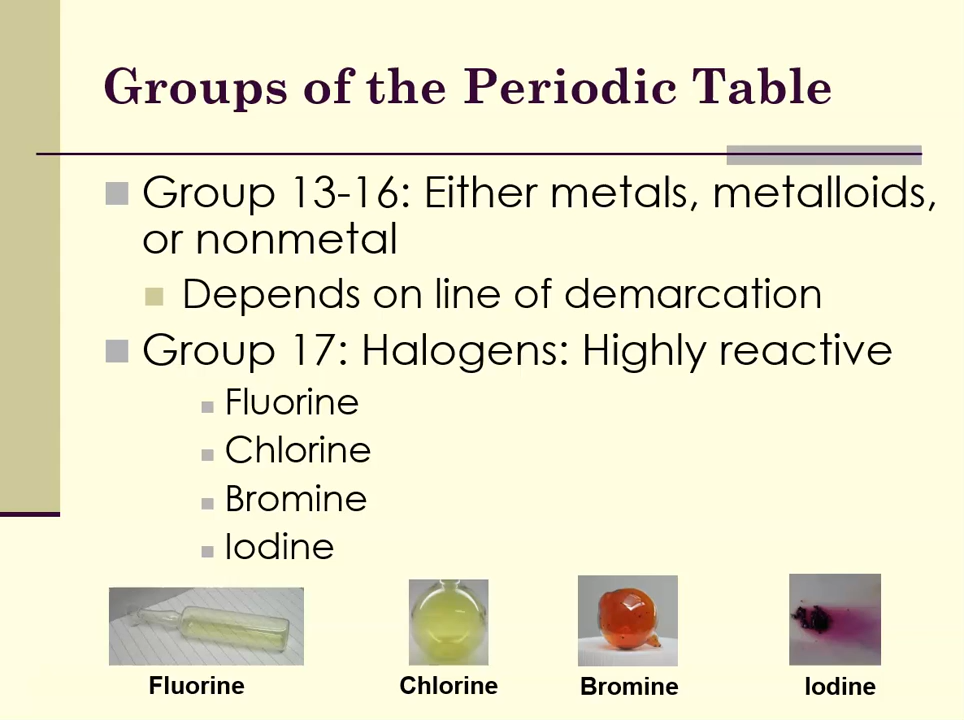 Groups of the Periodic Table
Group 13-16: Either metals, metalloids,
or nonmetal
Depends on line of demarcation
Group 17: Halogens: Highly reactive
Fluorine
Chlorine
Bromine
Iodine
Fluorine
Chlorine
Bromine
Iodine